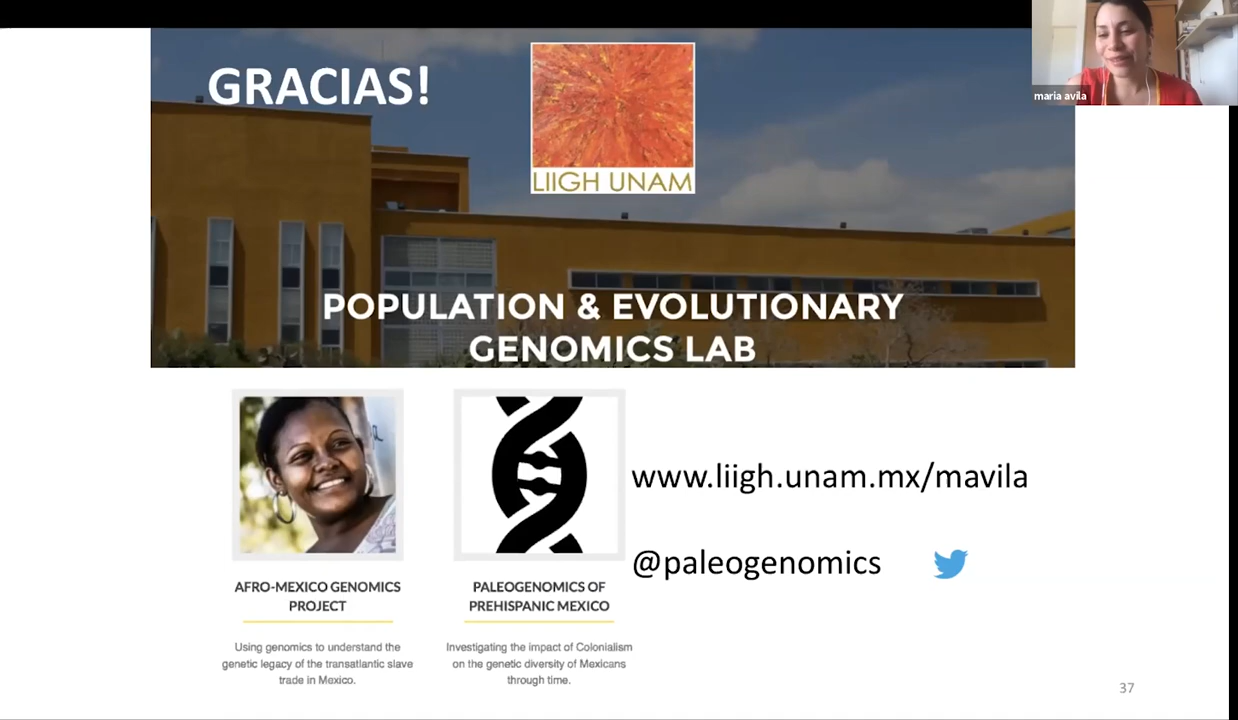 GRACIAS!
LIIGH UNAM
maria avila
POPULATION & EVOLUTIONARY
GENOMICS LAB
www.liigh.unam.mx/mavila
@paleogenomics
AFRO-MEXICO GENOMICS
PROJECT
Using genomics to understand the
genetic legacy of the transatlantic slave
trade in Mexico.
PALEOGENOMICS OF
PREHISPANIC MEXICO
Investigating the impact of Colonialism
on the genetic diversity of Mexicans
through time.
37